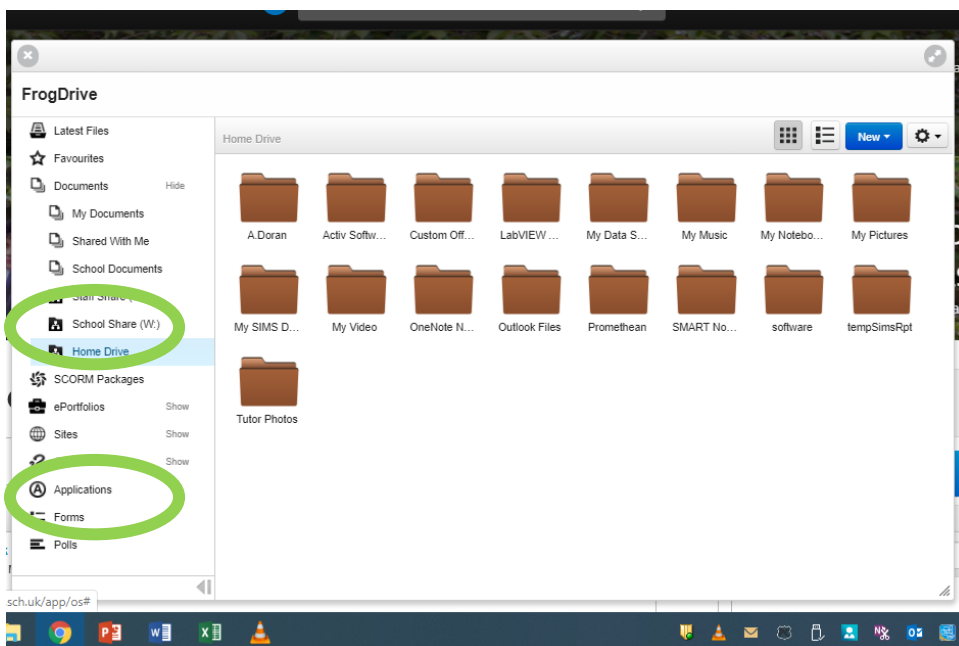 FrogDrive
Latest Files
Favourites
Documents Hide
My Documents
Shared With Me
School Documents
Staff Share (
School Share (W:)
Home Drive
SCORM Packages
ePortfolios Show
Sites Show
Show
Applications
Forms
Polls
Home Drive New
A.Doran Activ Softw... Custom Off... LabVIEW ... My Data S... My Music My Notebo... My Pictures
My SIMS D... My Video OneNote N... Outlook Files Promethean SMART No... software tempSimsRpt
Tutor Photos
sch.uk/app/os#